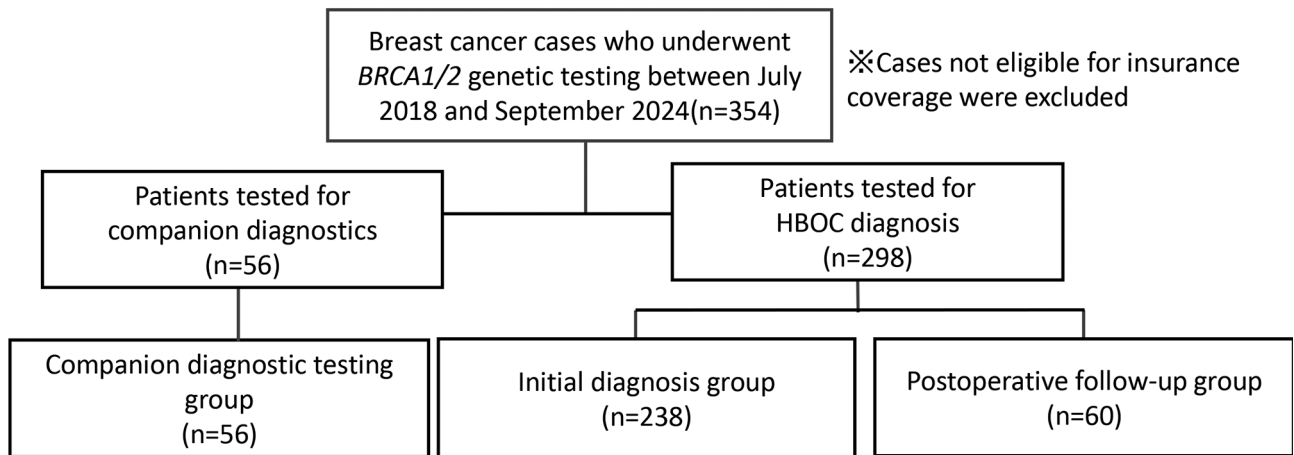 Breast cancer cases who underwent
BRCA1/2 genetic testing between July
2018 and September 2024(n=354)
※Cases not eligible for insurance
coverage were excluded
Patients tested for
companion diagnostics
(n=56)
Patients tested for
HBOC diagnosis
(n=298)
Companion diagnostic testing
group
(n=56)
Initial diagnosis group
(n=238)
Postoperative follow-up group
(n=60)